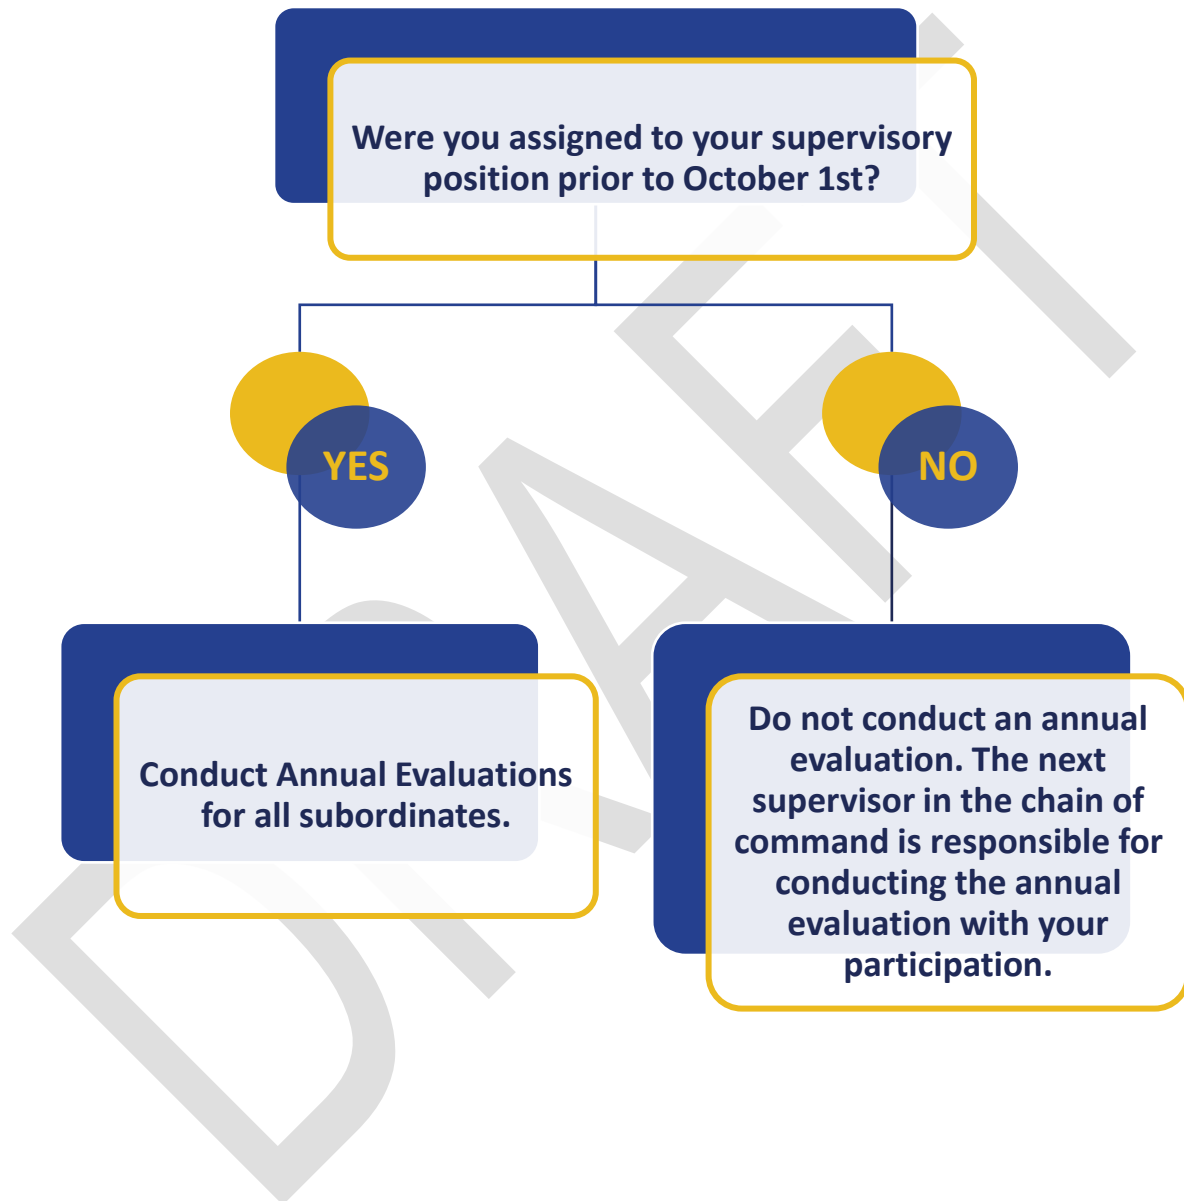 Were you assigned to your supervisory
position prior to October 1st?
YES
NO
Conduct Annual Evaluations
for all subordinates.
Do not conduct an annual
evaluation. The next
supervisor in the chain of
command is responsible for
conducting the annual
evaluation with your
participation.
DRAFT